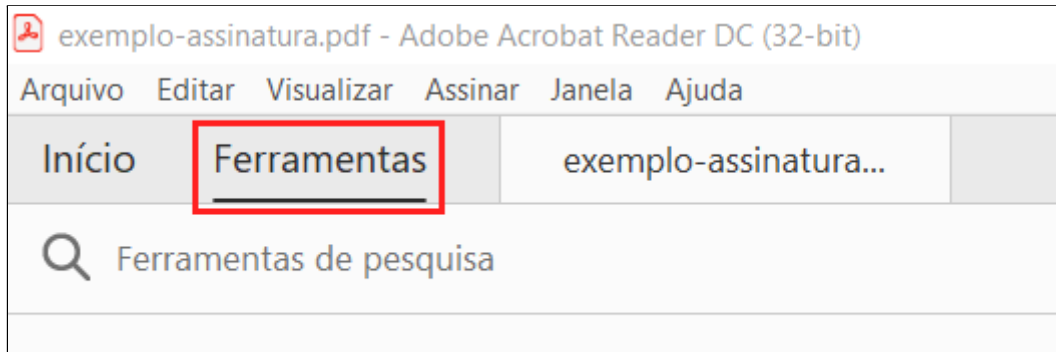 exemplo-assinatura.pdf - Adobe Acrobat Reader DC (32-bit)
Arquivo Editar Visualizar Assinar Janela Ajuda
Início Ferramentas exemplo-assinatura...
Ferramentas de pesquisa